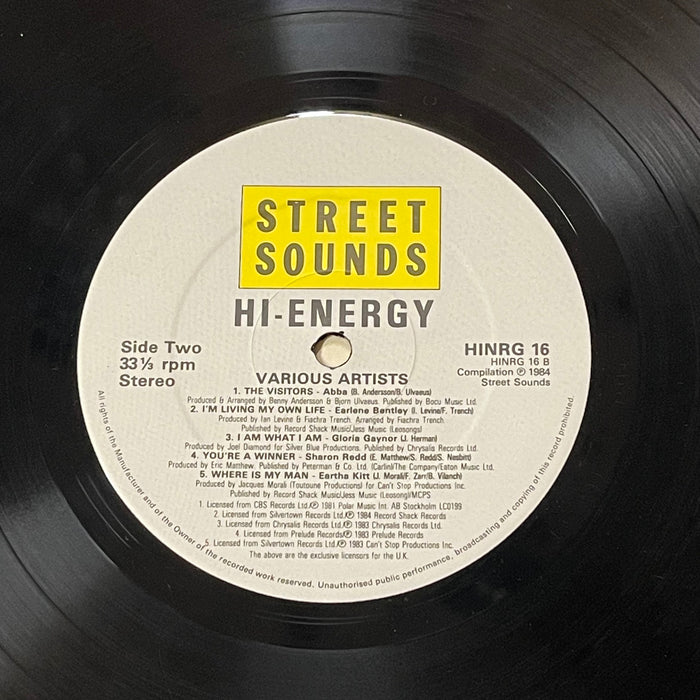 STREET
SOUNDS
HI-ENERGY
Side Two
33⅓ rpm
Stereo
HINRG 16
HINRG 16 B
Compilation ℗ 1984
Street Sounds
VARIOUS ARTISTS
1. THE VISITORS - Abba (B. Andersson/B. Ulvaeus)
Produced & Arranged by Benny Andersson & Bjorn Ulvaeus. Published by Bocu Music Ltd.
2. I'M LIVING MY OWN LIFE - Earlene Bentley (I. Levine/F. Trench)
Produced by Ian Levine & Fiachra Trench. Arranged by Fiachra Trench.
Published by Record Shack Music/Jess Music (Leosongs)
3. I AM WHAT I AM - Gloria Gaynor (J. Herman)
Produced by Joel Diamond for Silver Blue Productions. Published by Chrysalis Records Ltd.
4. YOU'RE A WINNER - Sharon Redd (E. Matthew/S. Redd/S. Nesbitt)
Produced by Eric Matthew. Published by Peterman & Co. Ltd. (Carlin)/The Company/Eaton Music Ltd.
5. WHERE IS MY MAN - Eartha Kitt (J. Morali/F. Zarr/B. Vilanch)
Produced by Jacques Morali (Toutoune Productions) for Can't Stop Productions Inc.
Published by Record Shack Music/Jess Music (Leosong)/MCPS
1. Licensed from CBS Records Ltd./℗ 1981 Polar Music Int. AB Stockholm LC0199
2. Licensed from Silvertown Records Ltd./℗ 1984 Record Shack Records
3. Licensed from Chrysalis Records Ltd./℗ 1983 Chrysalis Records Ltd.
4. Licensed from Prelude Records/℗ 1983 Prelude Records
5. Licensed from Silvertown Records Ltd./℗ 1983 Can't Stop Productions Inc.
The above are the exclusive licensors for the U.K.
All rights of the Manufacturer and of the Owner of the recorded work reserved. Unauthorised public performance, broadcasting and copying of this record prohibited.